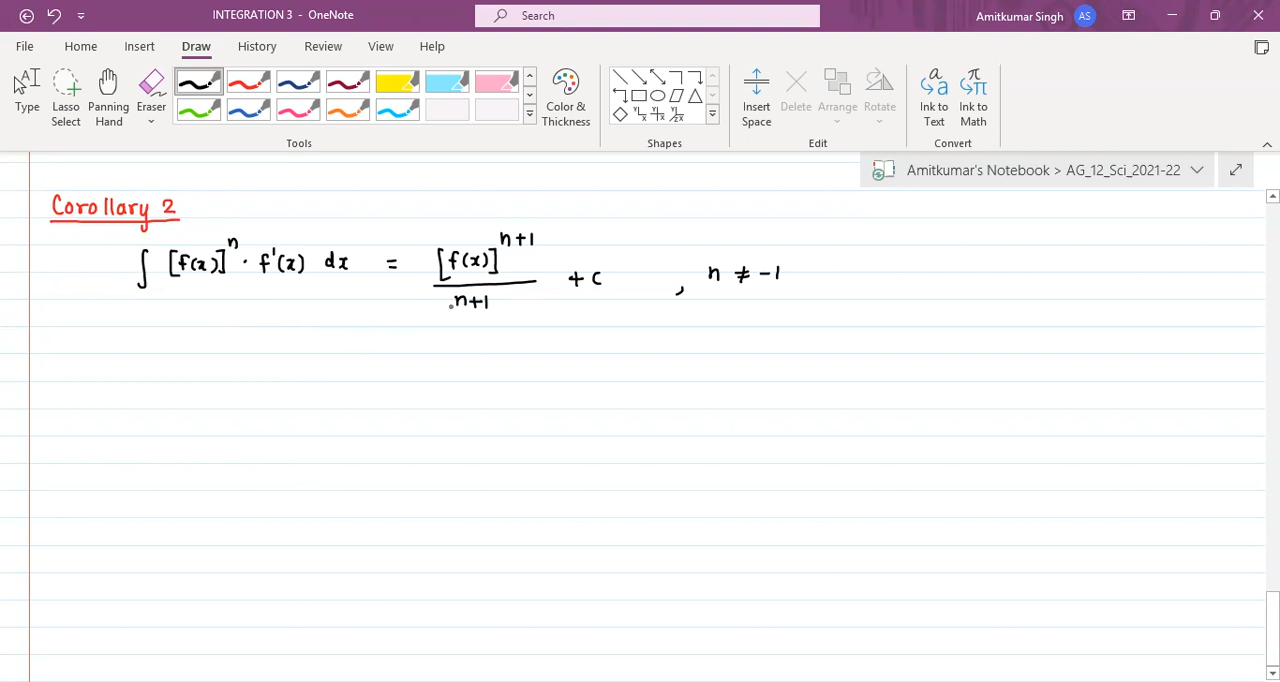 INTEGRATION 3 - OneNote
Search
Amitkumar Singh AS
File Home Insert Draw History Review View Help
Type Lasso Select Panning Hand Eraser Color & Thickness Insert Space Delete Arrange Rotate Ink to Text Ink to Math
Tools Shapes Edit Convert
Amitkumar's Notebook > AG_12_Sci_2021-22
Corollary 2
∫ [f(x)]^n · f'(x) dx = [f(x)]^(n+1) / (n+1) + c , n ≠ -1